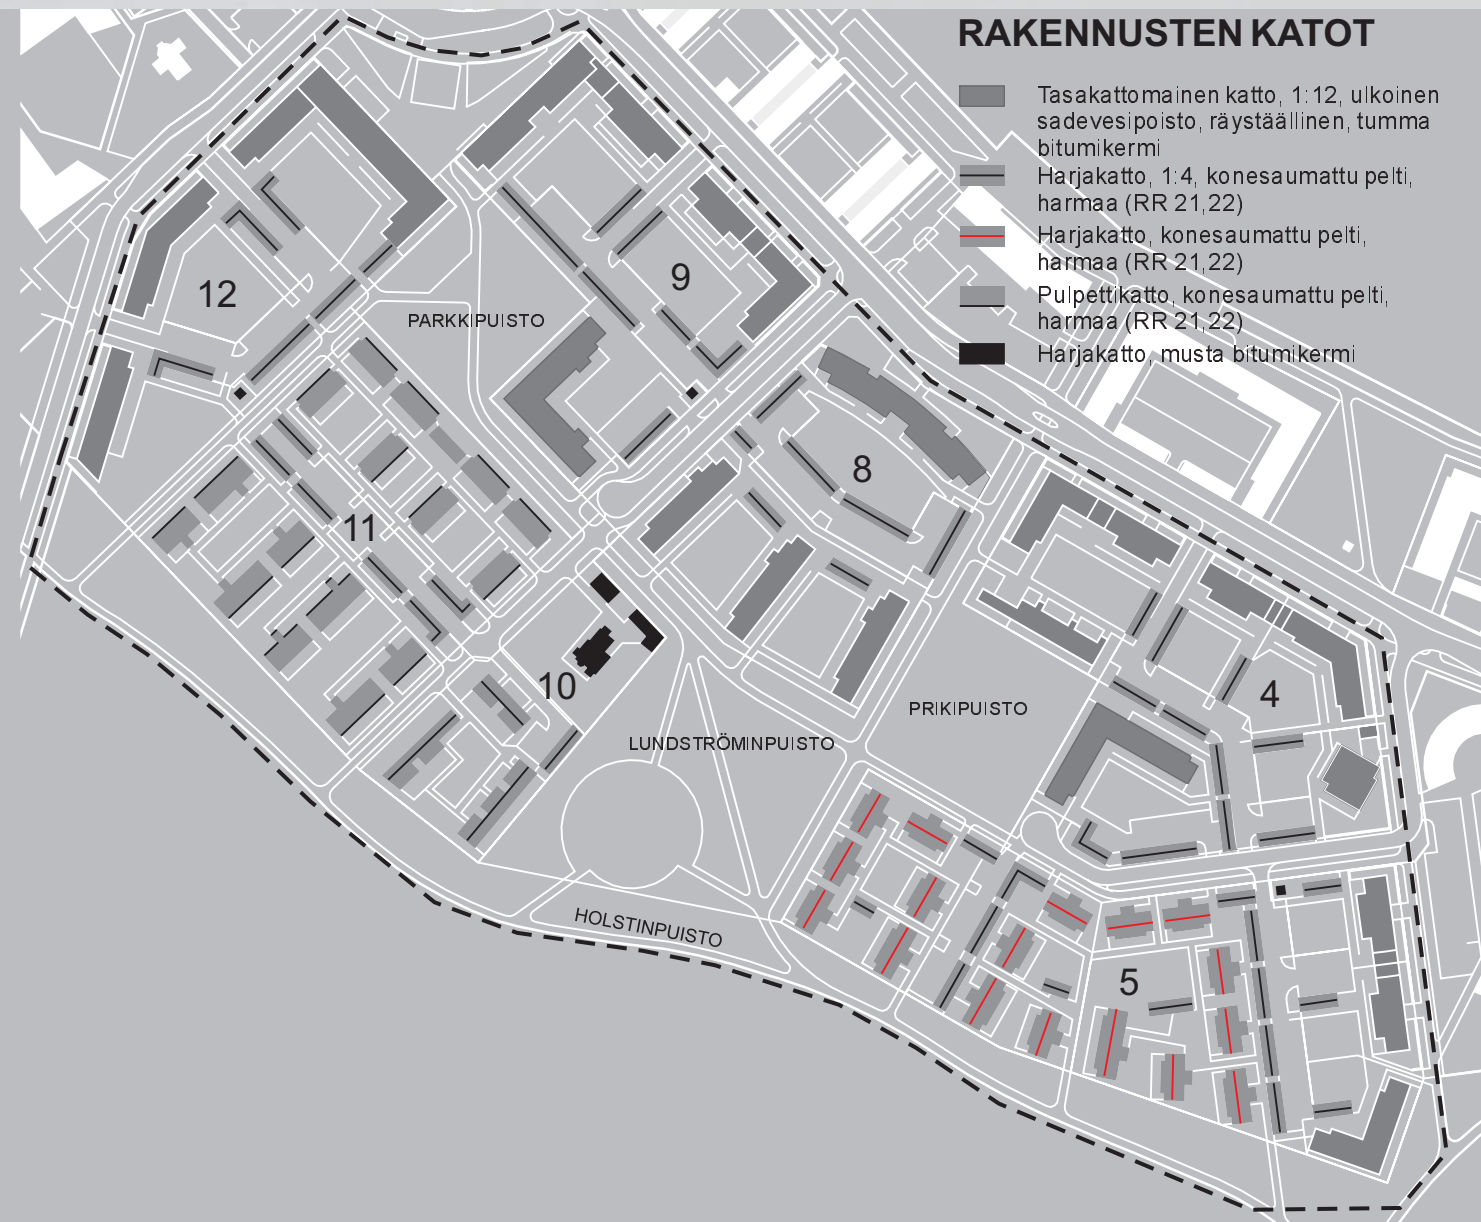 RAKENNUSTEN KATOT
Tasakattomainen katto, 1:12, ulkoinen
sadevesipoisto, räystäällinen, tumma
bitumikermi
Harjakatto, 1:4, konesaumattu pelti,
harmaa (RR 21,22)
Harjakatto, konesaumattu pelti,
harmaa (RR 21,22)
Pulpettikatto, konesaumattu pelti,
harmaa (RR 21,22)
Harjakatto, musta bitumikermi
12
9
PARKKIPUISTO
8
11
10
4
PRIKIPUISTO
LUNDSTRÖMINPUISTO
HOLSTINPUISTO
5